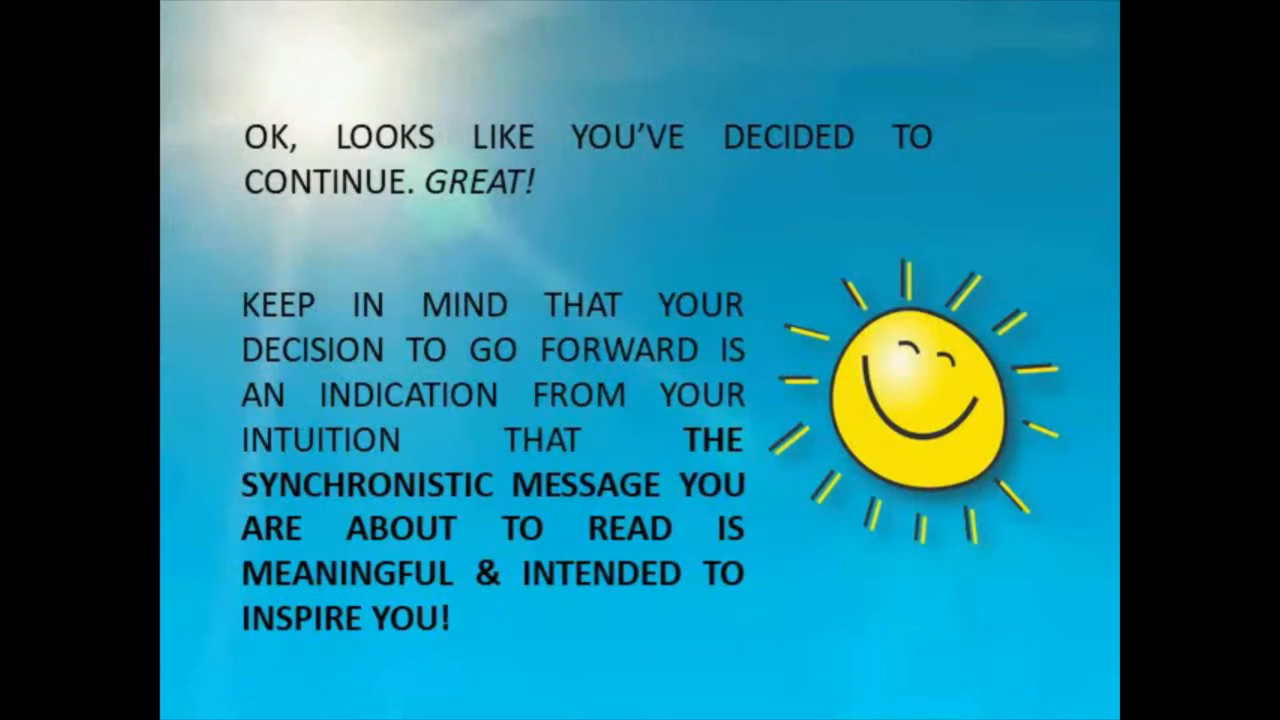 OK, LOOKS LIKE YOU'VE DECIDED TO
CONTINUE. GREAT!
KEEP IN MIND THAT YOUR
DECISION TO GO FORWARD IS
AN INDICATION FROM YOUR
INTUITION THAT THE
SYNCHRONISTIC MESSAGE YOU
ARE ABOUT TO READ IS
MEANINGFUL & INTENDED TO
INSPIRE YOU!